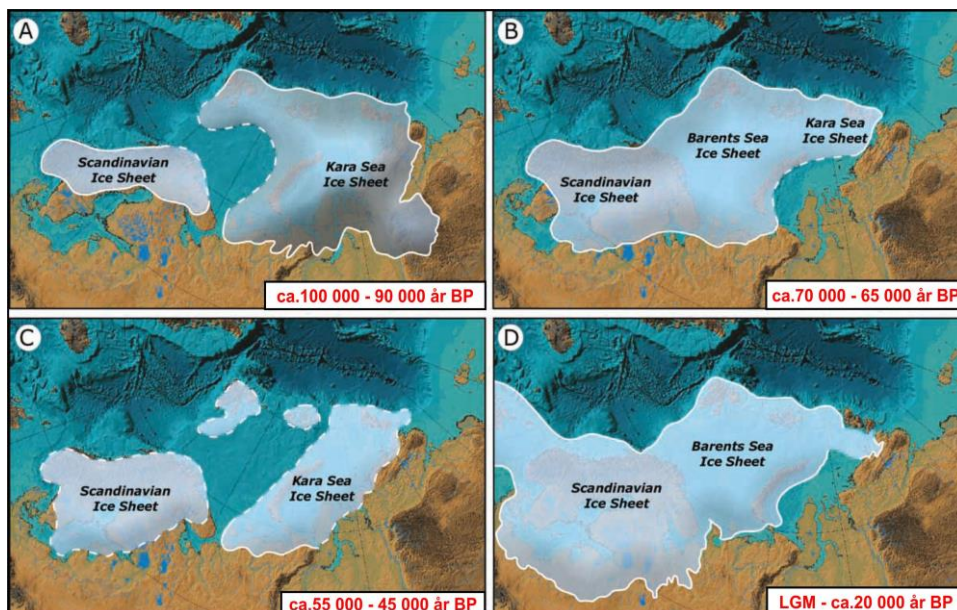 A
Scandinavian
Ice Sheet
Kara Sea
Ice Sheet
ca.100 000 - 90 000 år BP
B
Barents Sea
Ice Sheet
Kara Sea
Ice Sheet
Scandinavian
Ice Sheet
ca.70 000 - 65 000 år BP
C
Scandinavian
Ice Sheet
Kara Sea
Ice Sheet
ca.55 000 - 45 000 år BP
D
Barents Sea
Ice Sheet
Scandinavian
Ice Sheet
LGM - ca.20 000 år BP